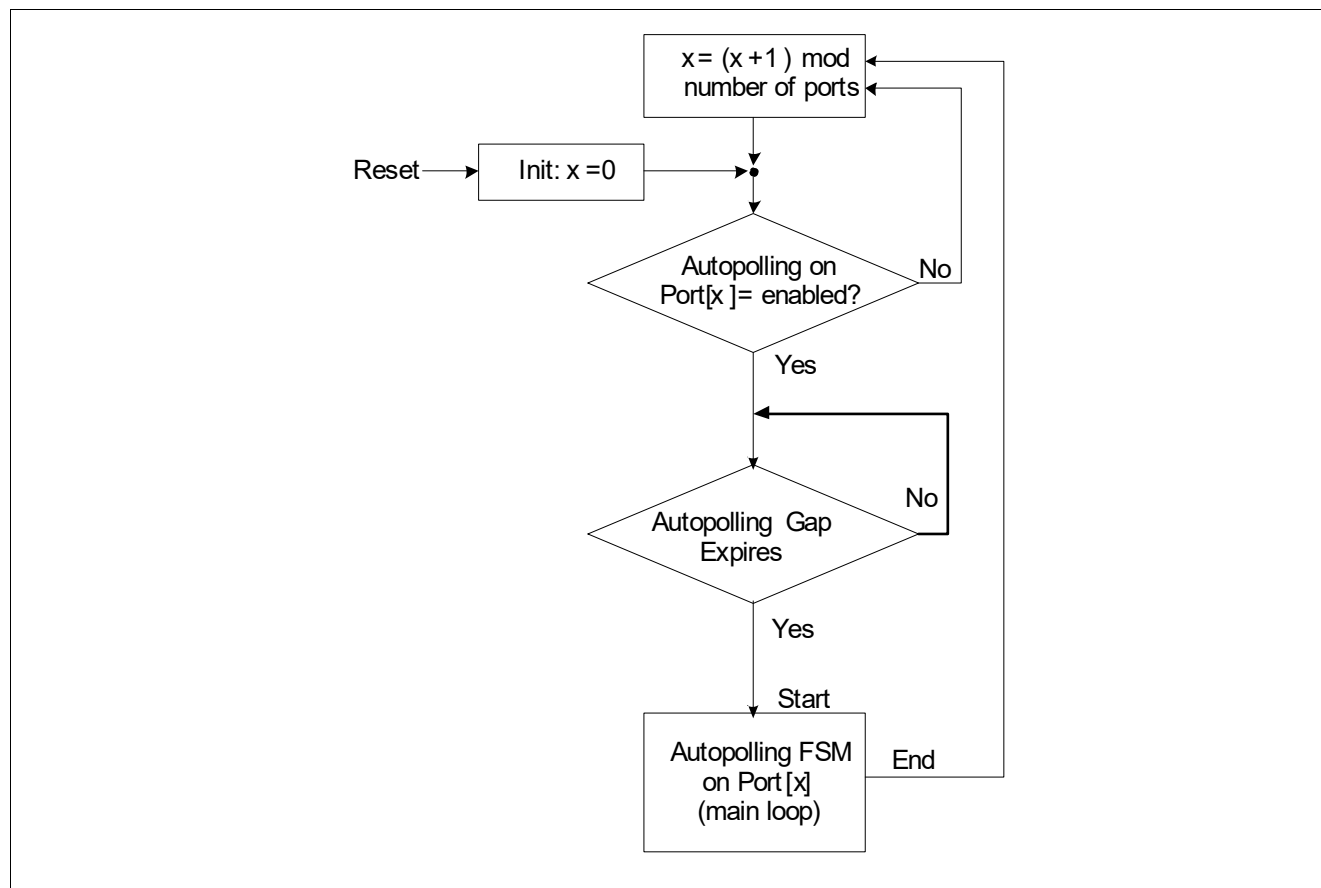 x = (x +1 ) mod
number of ports
Reset
Init: x =0
Autopolling on
Port[x ]= enabled?
No
Yes
No
Autopolling Gap
Expires
Yes
Start
Autopolling FSM
on Port [x]
(main loop)
End